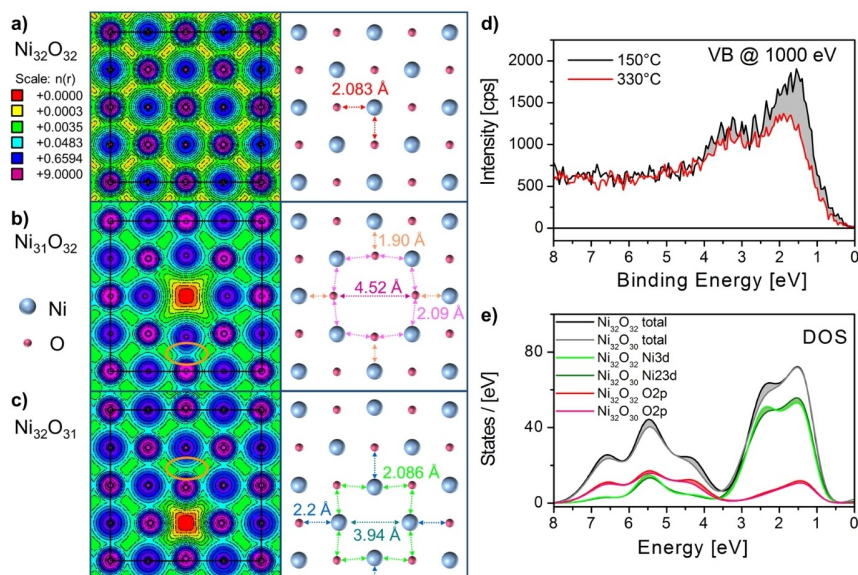 a)
Ni32O32
Scale: n(r)
+0.0000
+0.0003
+0.0035
+0.0483
+0.6594
+9.0000
2.083 Å
b)
Ni31O32
Ni
O
1.90 Å
4.52 Å
2.09 Å
c)
Ni32O31
2.086 Å
2.2 Å
3.94 Å
d)
VB @ 1000 eV
150°C
330°C
Intensity [cps]
2000
1500
1000
500
0
8 7 6 5 4 3 2 1 0
Binding Energy [eV]
e)
DOS
Ni32O32 total
Ni32O30 total
Ni32O32 Ni3d
Ni32O30 Ni23d
Ni32O32 O2p
Ni32O30 O2p
States / [eV]
80
40
0
8 7 6 5 4 3 2 1 0
Energy [eV]